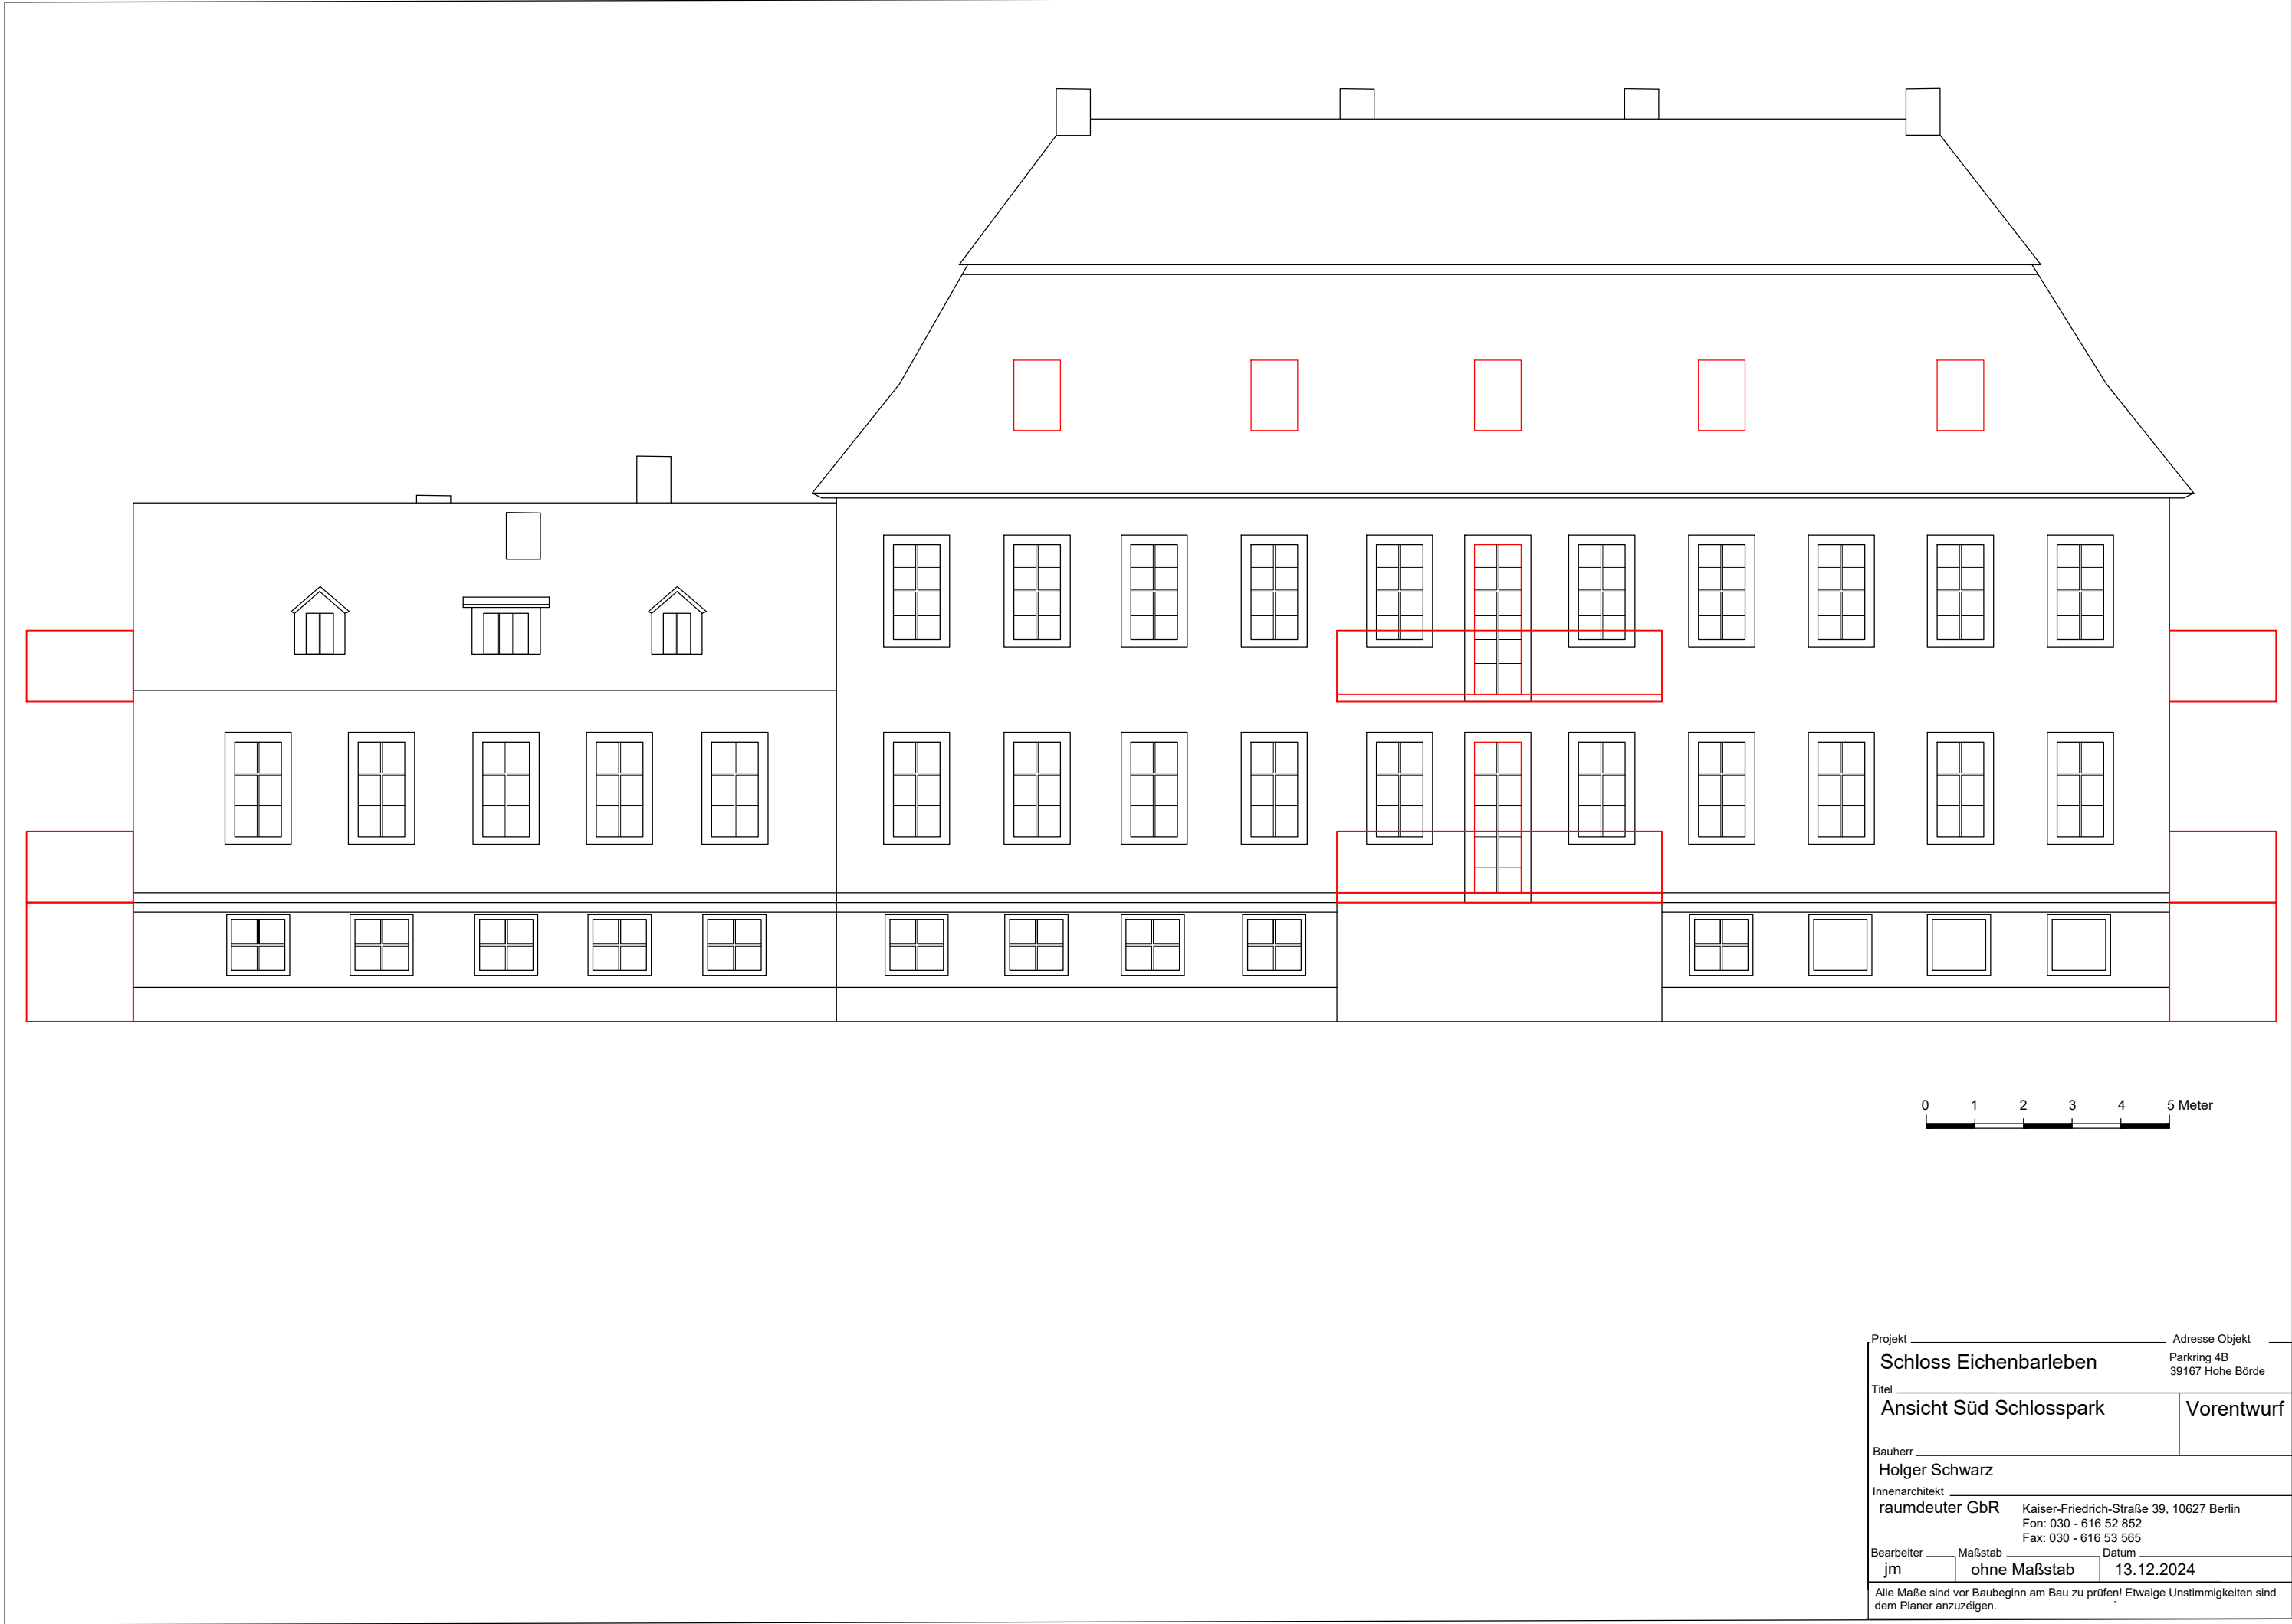 0 1 2 3 4 5 Meter
Projekt Adresse Objekt
Schloss Eichenbarleben Parkring 4B
39167 Hohe Börde
Titel
Ansicht Süd Schlosspark Vorentwurf
Bauherr
Holger Schwarz
Innenarchitekt
raumdeuter GbR Kaiser-Friedrich-Straße 39, 10627 Berlin
Fon: 030 - 616 52 852
Fax: 030 - 616 53 565
Bearbeiter Maßstab Datum
jm ohne Maßstab 13.12.2024
Alle Maße sind vor Baubeginn am Bau zu prüfen! Etwaige Unstimmigkeiten sind
dem Planer anzuzeigen.